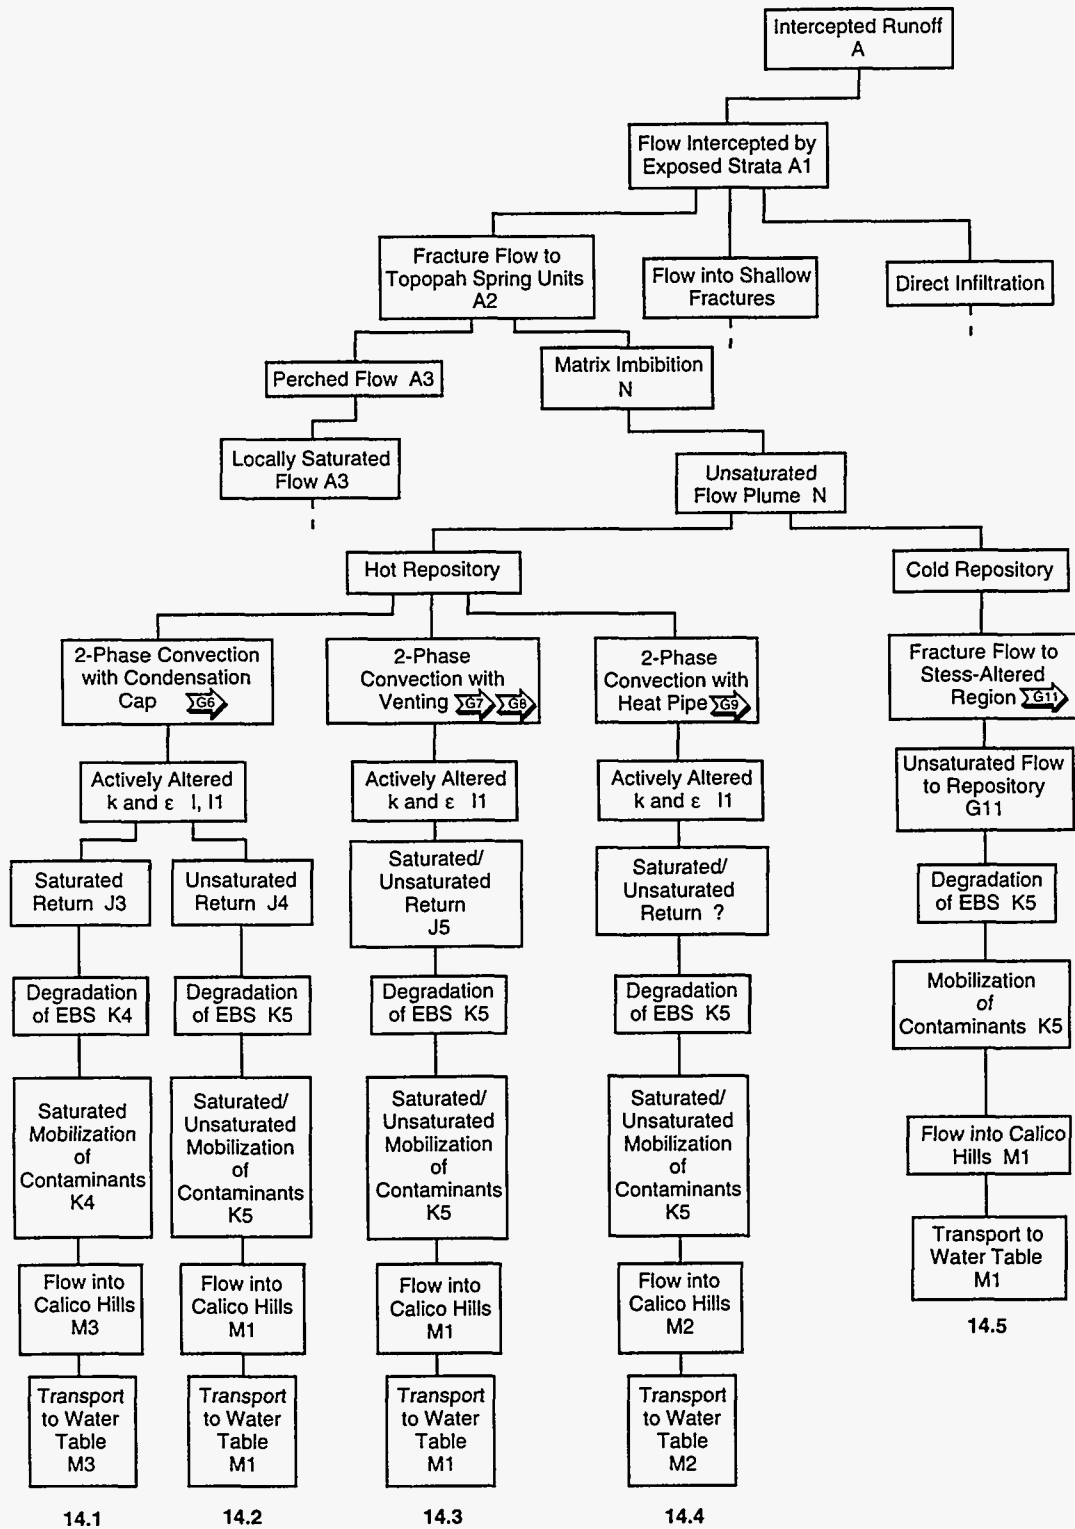 Intercepted Runoff
A
Flow Intercepted by
Exposed Strata A1
Fracture Flow to
Topopah Spring Units
A2
Flow into Shallow
Fractures
Direct Infiltration
Perched Flow A3
Matrix Imbibition
N
Locally Saturated
Flow A3
Unsaturated
Flow Plume N
Hot Repository
Cold Repository
2-Phase Convection
with Condensation
Cap G6
2-Phase
Convection with
Venting G7 G8
2-Phase
Convection with
Heat Pipe G9
Fracture Flow to
Stess-Altered
Region G11
Actively Altered
k and ε I, I1
Actively Altered
k and ε I1
Actively Altered
k and ε I1
Unsaturated Flow
to Repository
G11
Saturated
Return J3
Unsaturated
Return J4
Saturated/
Unsaturated
Return
J5
Saturated/
Unsaturated
Return ?
Degradation
of EBS K5
Degradation
of EBS K4
Degradation
of EBS K5
Degradation
of EBS K5
Degradation
of EBS K5
Mobilization
of
Contaminants K5
Saturated
Mobilization
of
Contaminants
K4
Saturated/
Unsaturated
Mobilization
of
Contaminants
K5
Saturated/
Unsaturated
Mobilization
of
Contaminants
K5
Saturated/
Unsaturated
Mobilization
of
Contaminants
K5
Flow into Calico
Hills M1
Flow into
Calico Hills
M3
Flow into
Calico Hills
M1
Flow into
Calico Hills
M1
Flow into
Calico Hills
M2
Transport to
Water Table
M1
14.5
Transport
to Water
Table
M3
Transport
to Water
Table
M1
Transport
to Water
Table
M1
Transport
to Water
Table
M2
14.1
14.2
14.3
14.4